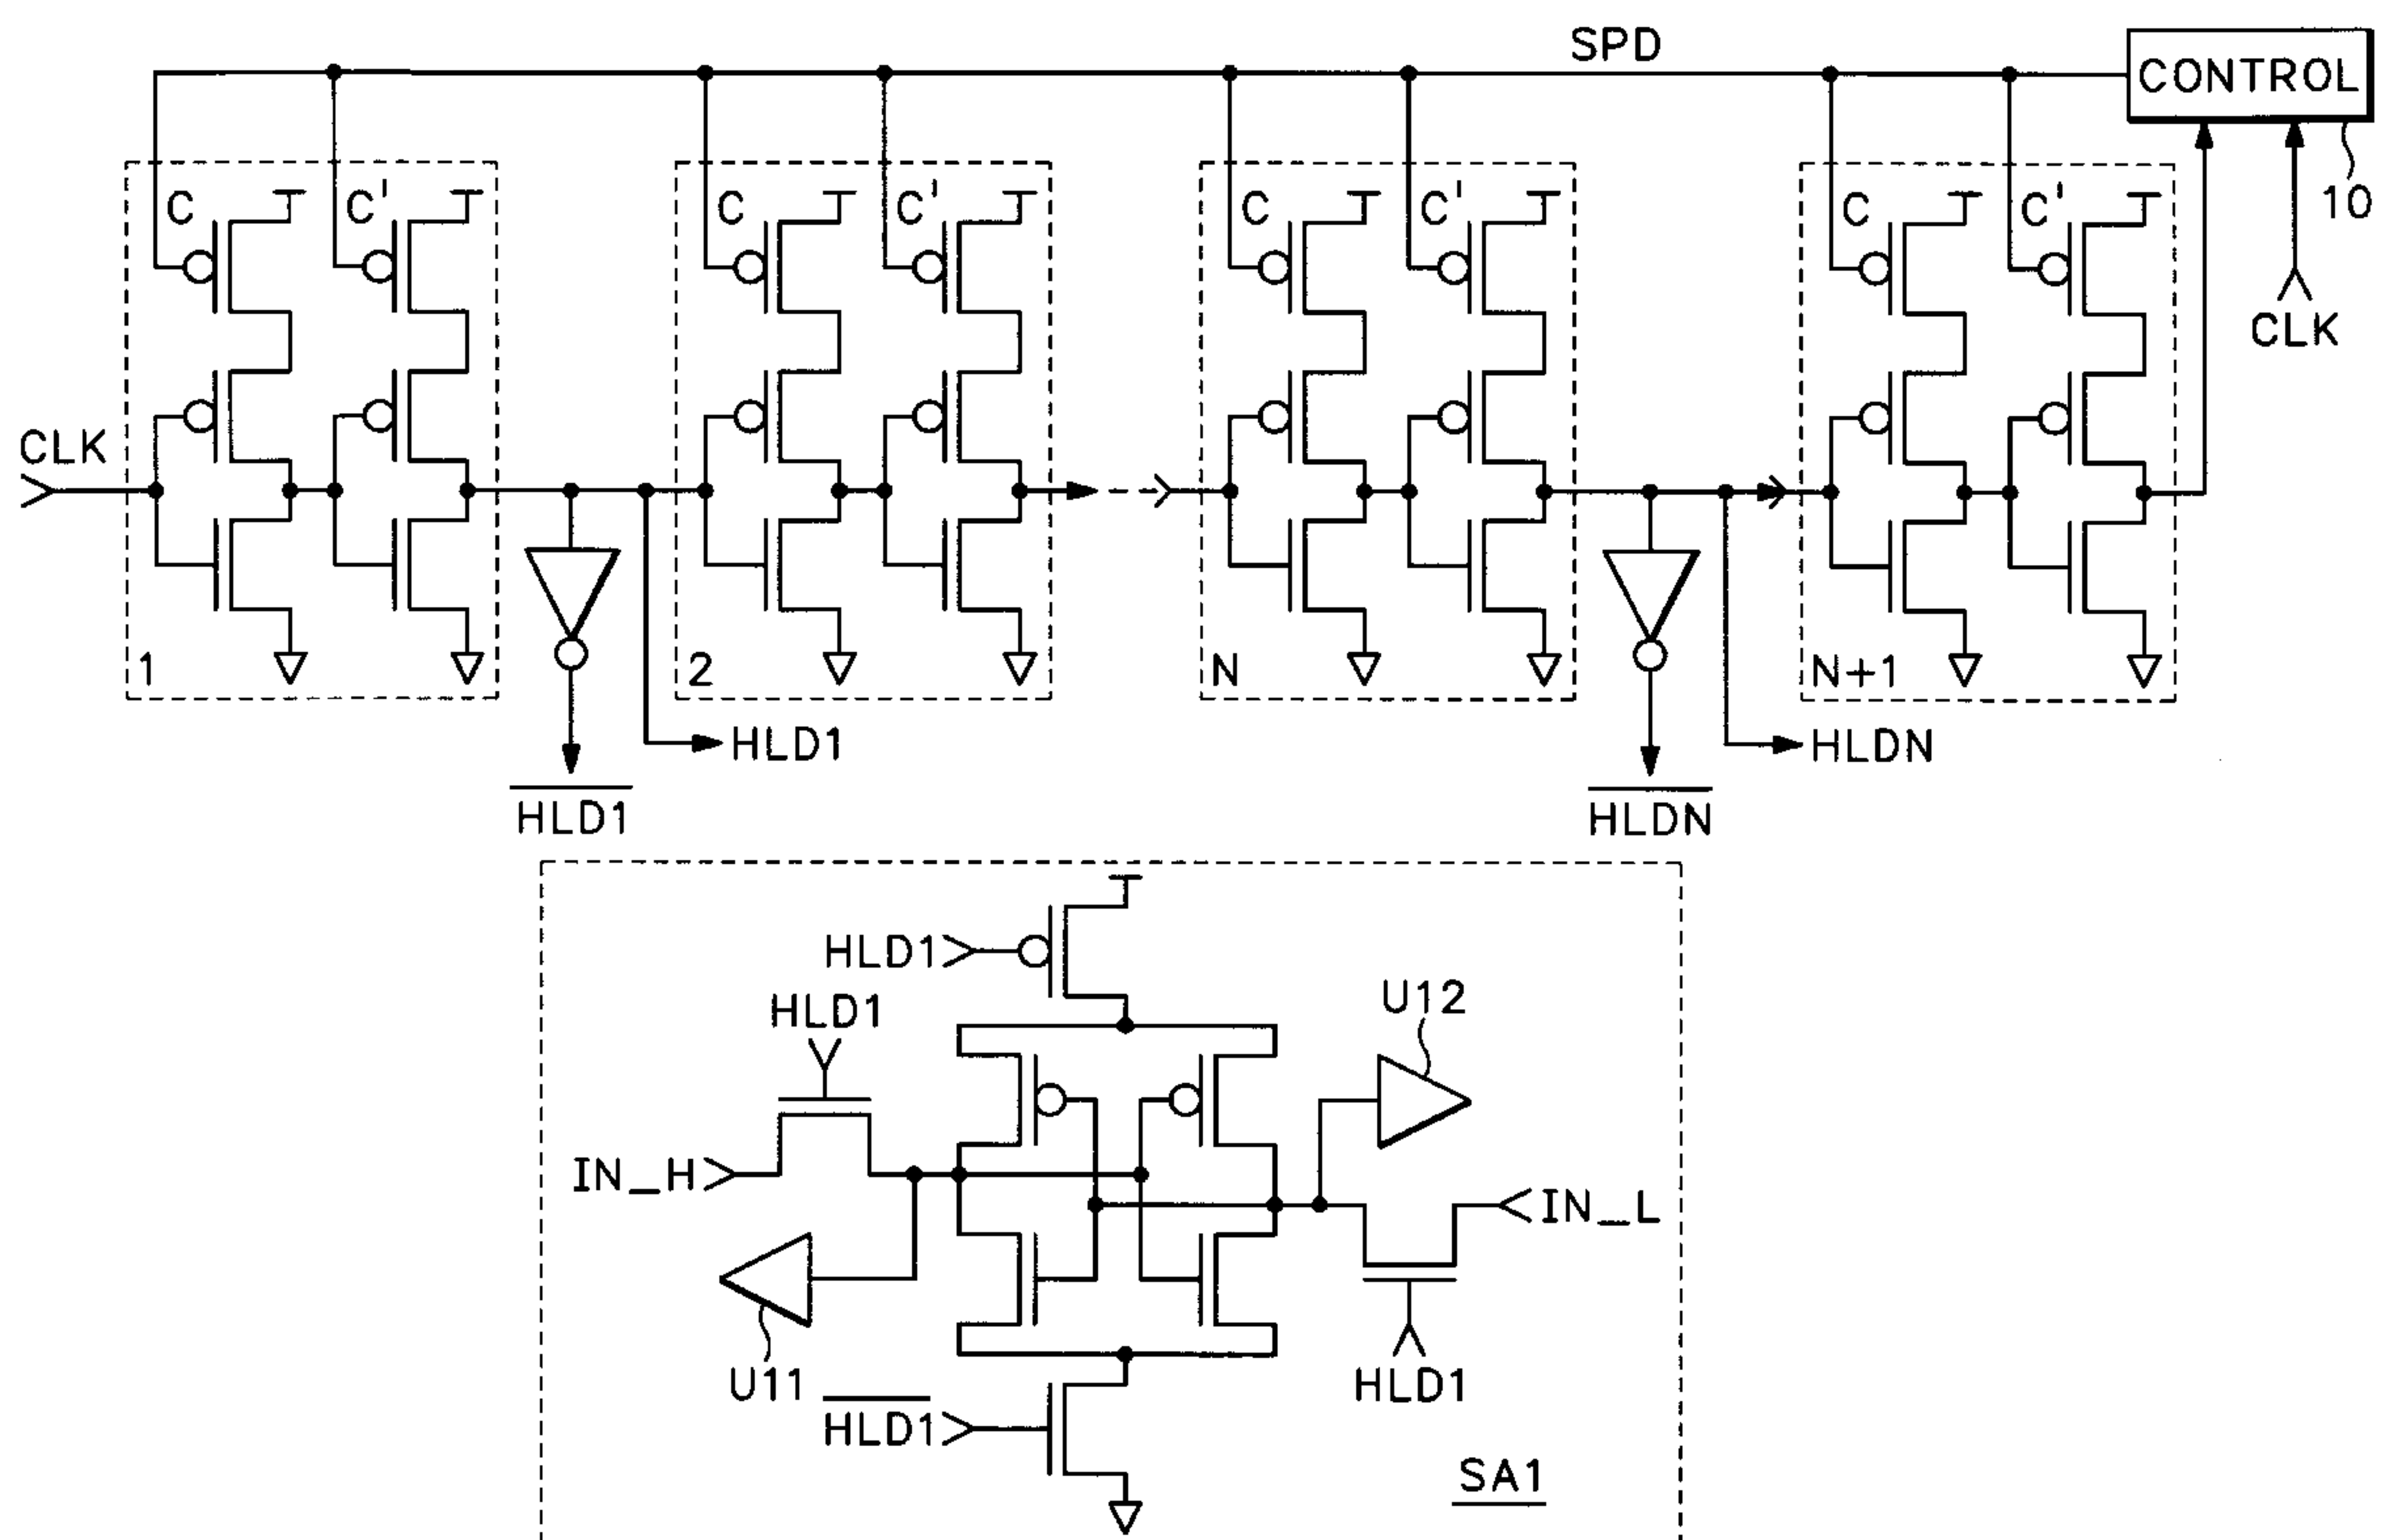 SPD
CONTROL
C C' C C' C C' C C'
10
CLK
CLK
1 2 N N+1
HLD1 HLDN
HLD1 HLDN
HLD1
HLD1 U12
IN_H
IN_L
U11 HLD1
HLD1
SA1